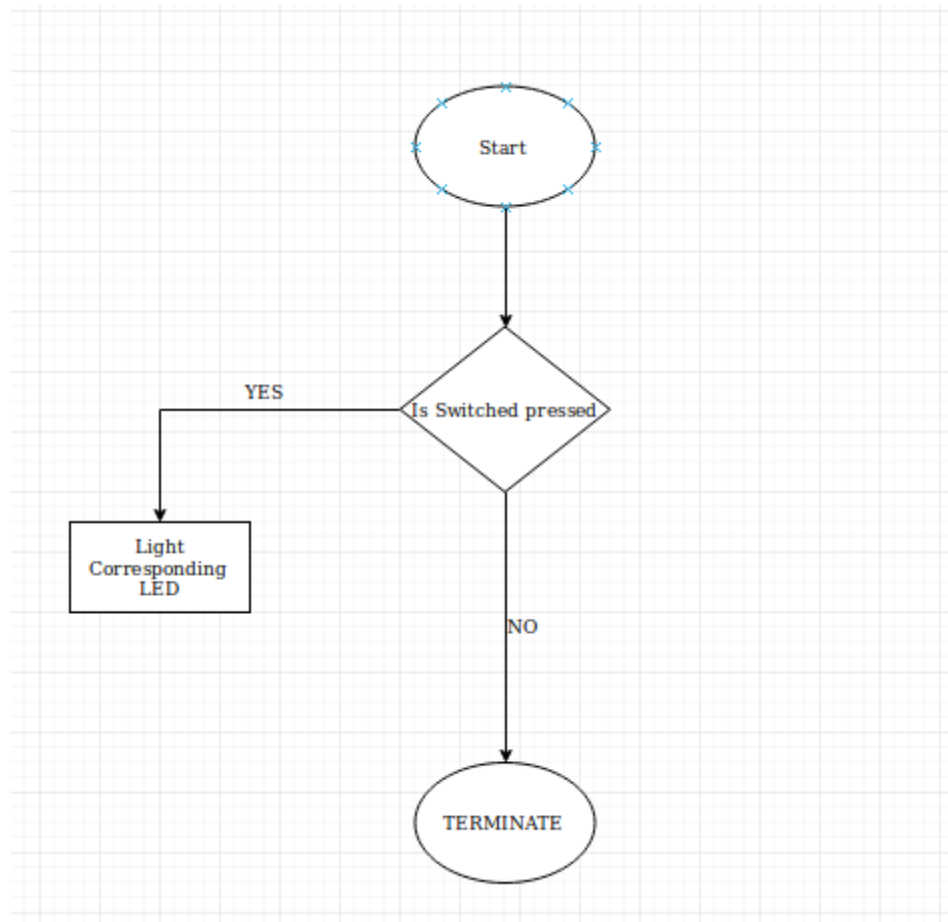 Start
YES
Is Switched pressed
Light
Corresponding
LED
NO
TERMINATE